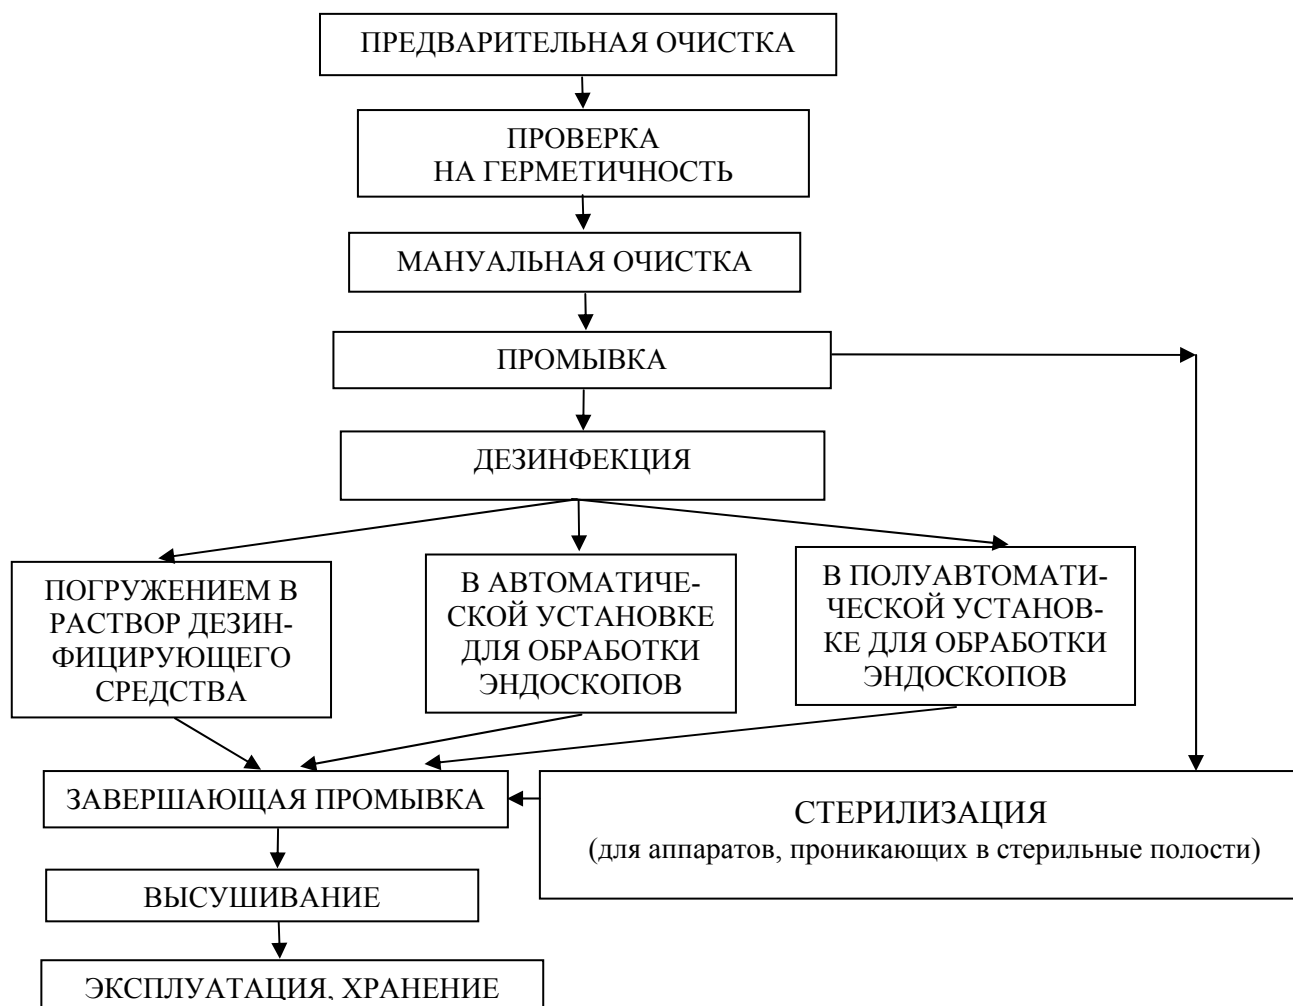 ПРЕДВАРИТЕЛЬНАЯ ОЧИСТКА
ПРОВЕРКА
НА ГЕРМЕТИЧНОСТЬ
МАНУАЛЬНАЯ ОЧИСТКА
ПРОМЫВКА
ДЕЗИНФЕКЦИЯ
ПОГРУЖЕНИЕМ В
РАСТВОР ДЕЗИН-
ФИЦИРУЮЩЕГО
СРЕДСТВА
В АВТОМАТИЧЕ-
СКОЙ УСТАНОВКЕ
ДЛЯ ОБРАБОТКИ
ЭНДОСКОПОВ
В ПОЛУАВТОМАТИ-
ЧЕСКОЙ УСТАНОВ-
КЕ ДЛЯ ОБРАБОТКИ
ЭНДОСКОПОВ
ЗАВЕРШАЮЩАЯ ПРОМЫВКА
СТЕРИЛИЗАЦИЯ
(для аппаратов, проникающих в стерильные полости)
ВЫСУШИВАНИЕ
ЭКСПЛУАТАЦИЯ, ХРАНЕНИЕ